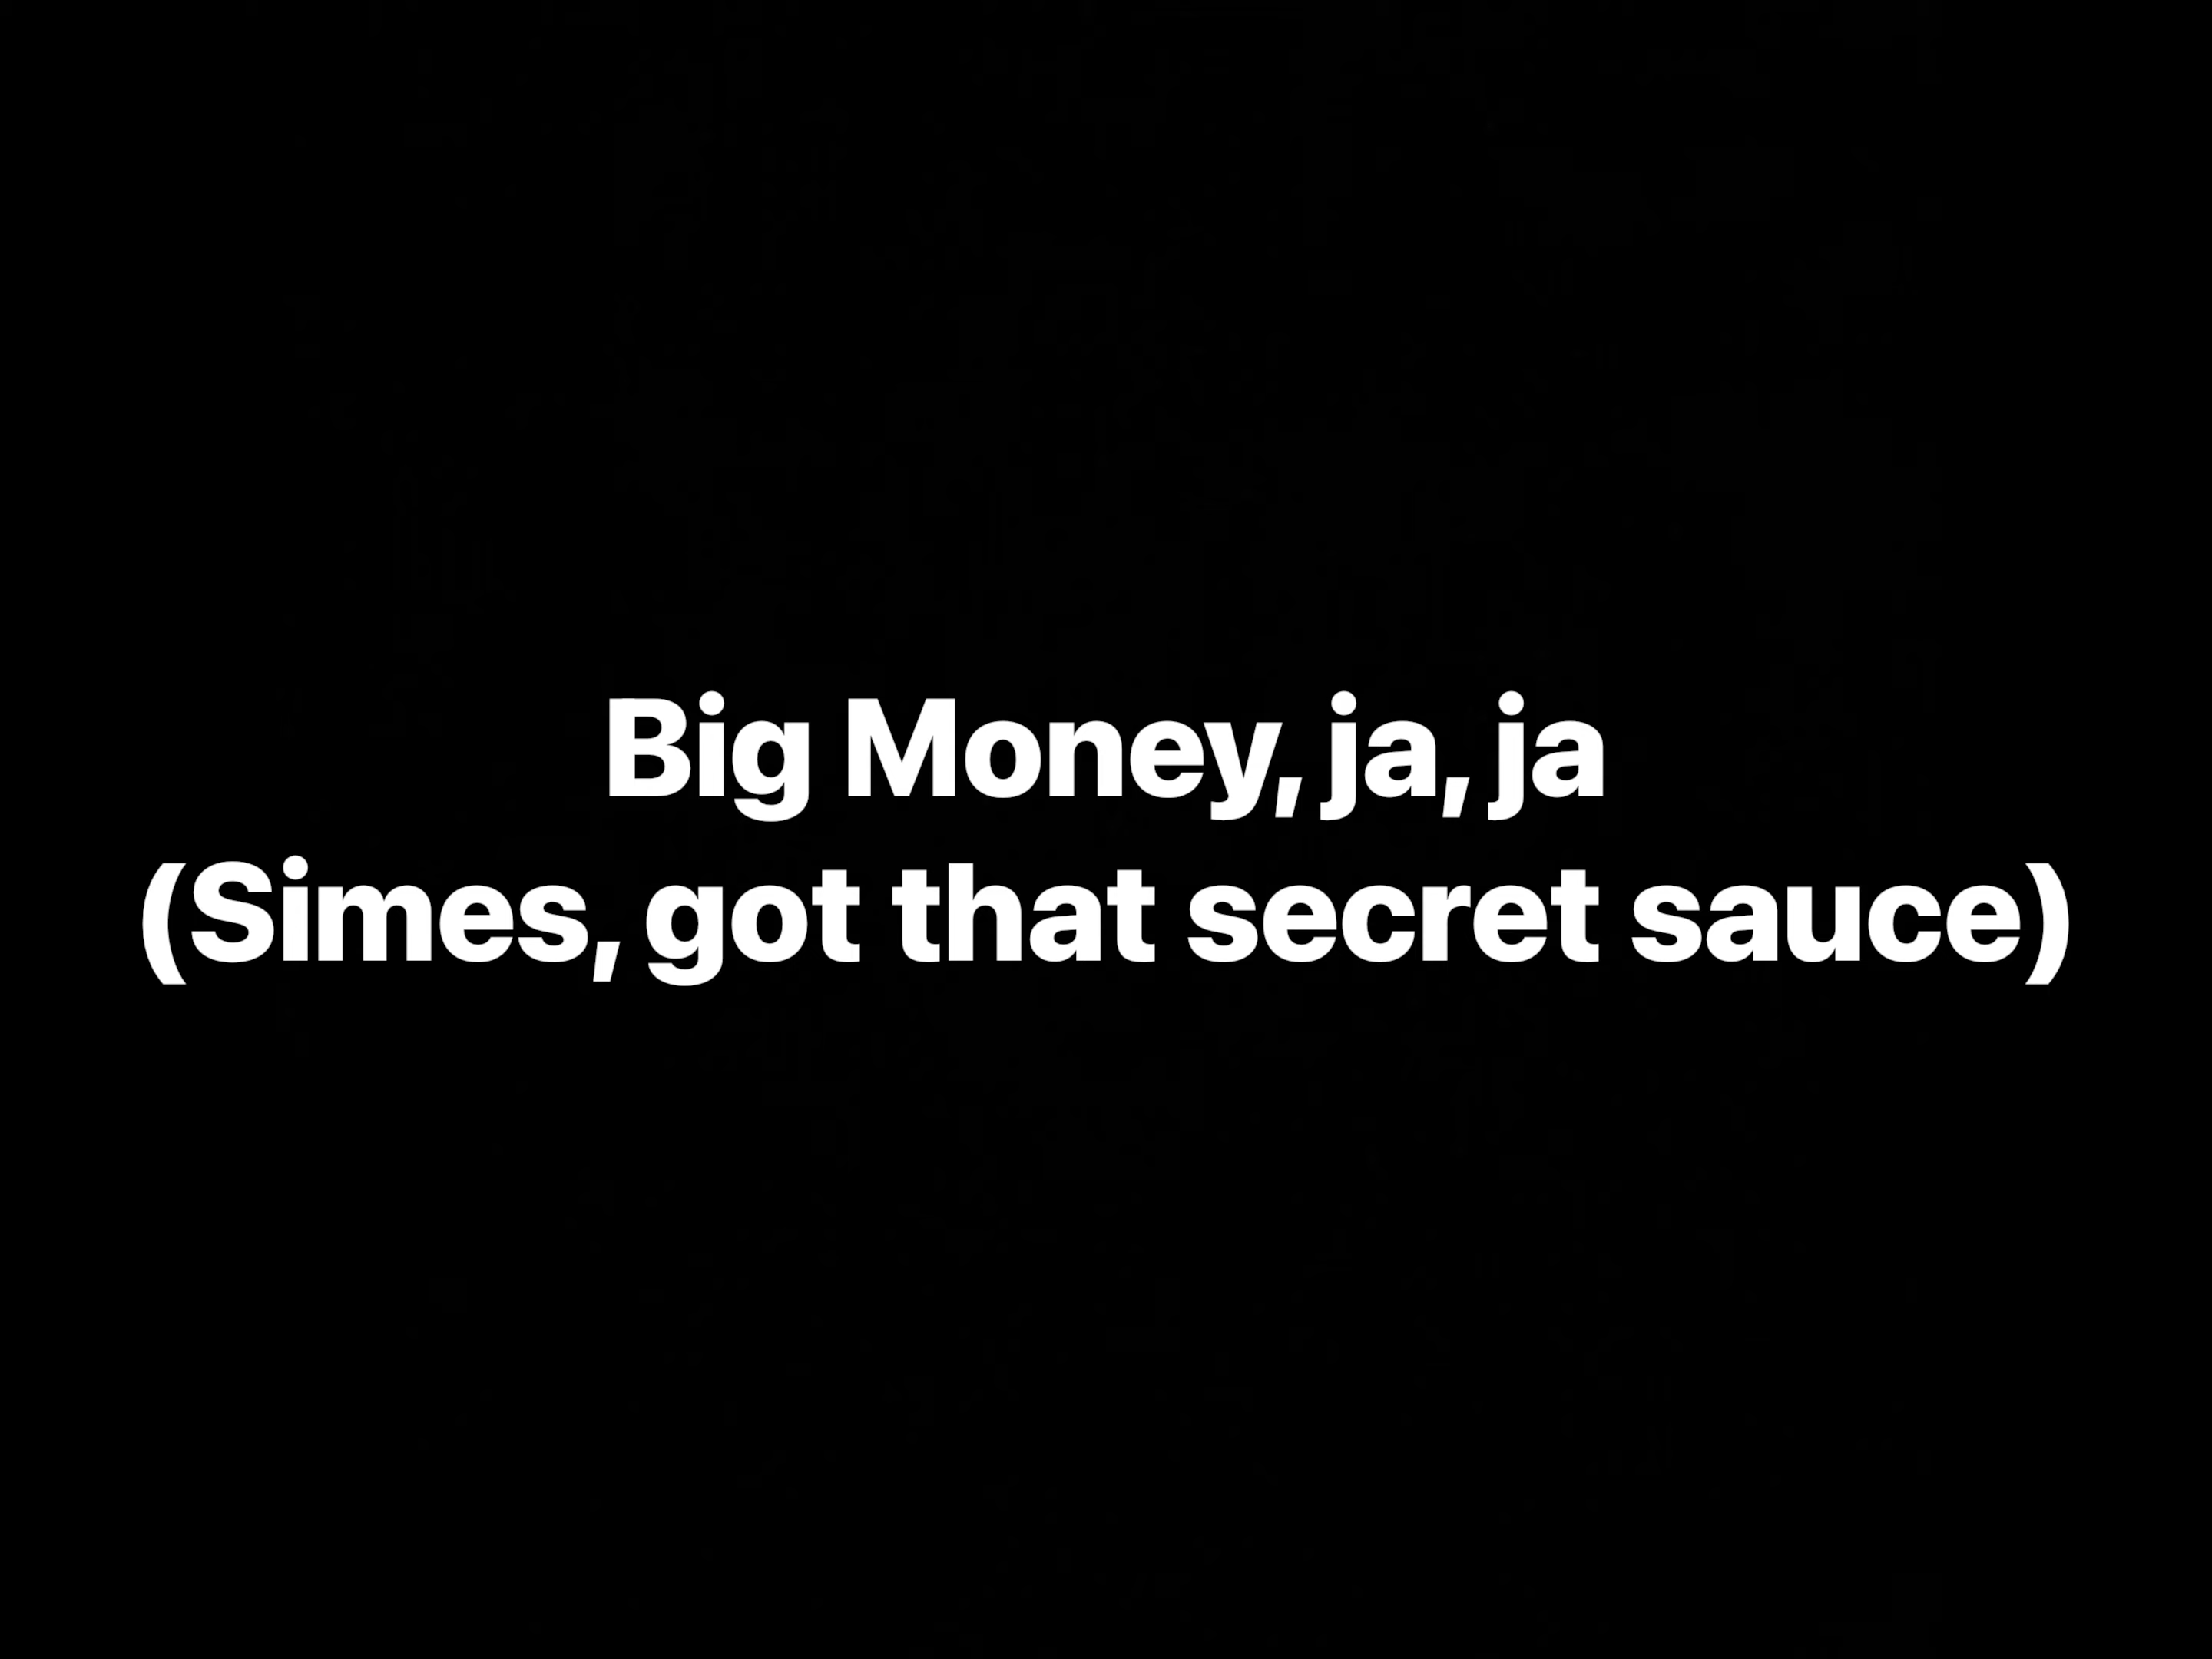 Big Money, ja, ja
(Simes, got that secret sauce)